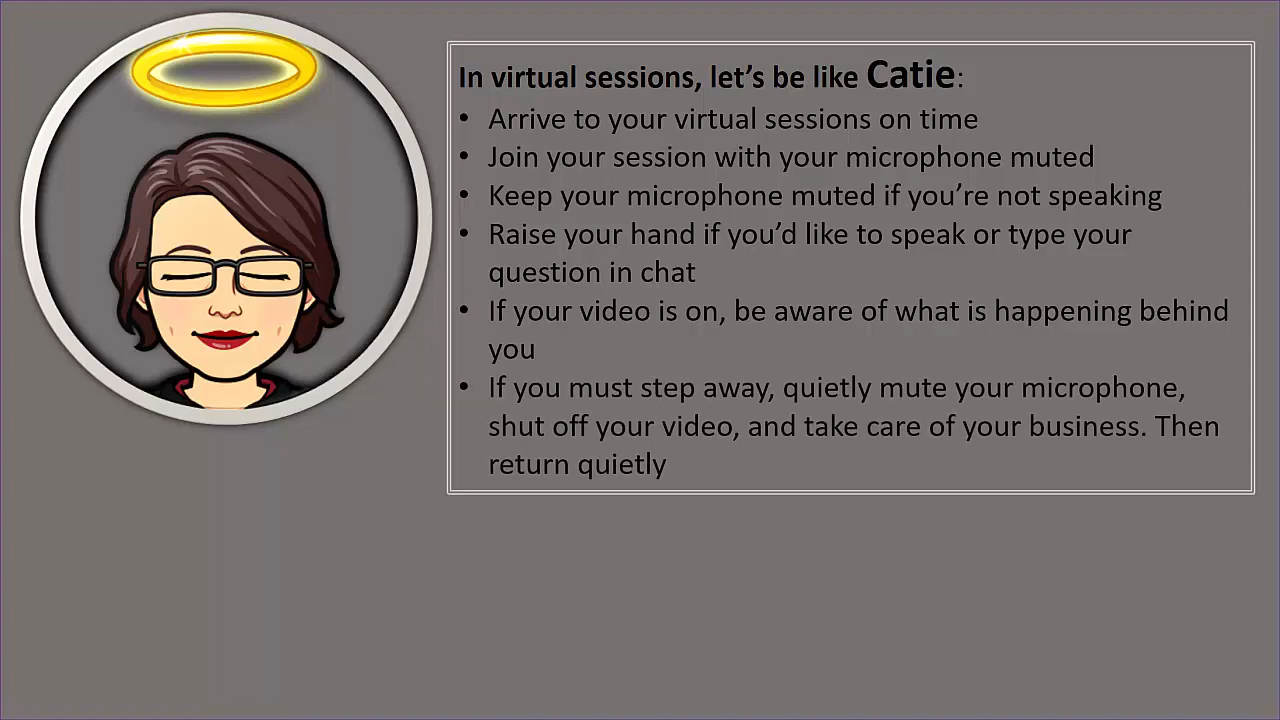 In virtual sessions, let’s be like Catie:
• Arrive to your virtual sessions on time
• Join your session with your microphone muted
• Keep your microphone muted if you’re not speaking
• Raise your hand if you’d like to speak or type your
question in chat
• If your video is on, be aware of what is happening behind
you
• If you must step away, quietly mute your microphone,
shut off your video, and take care of your business. Then
return quietly